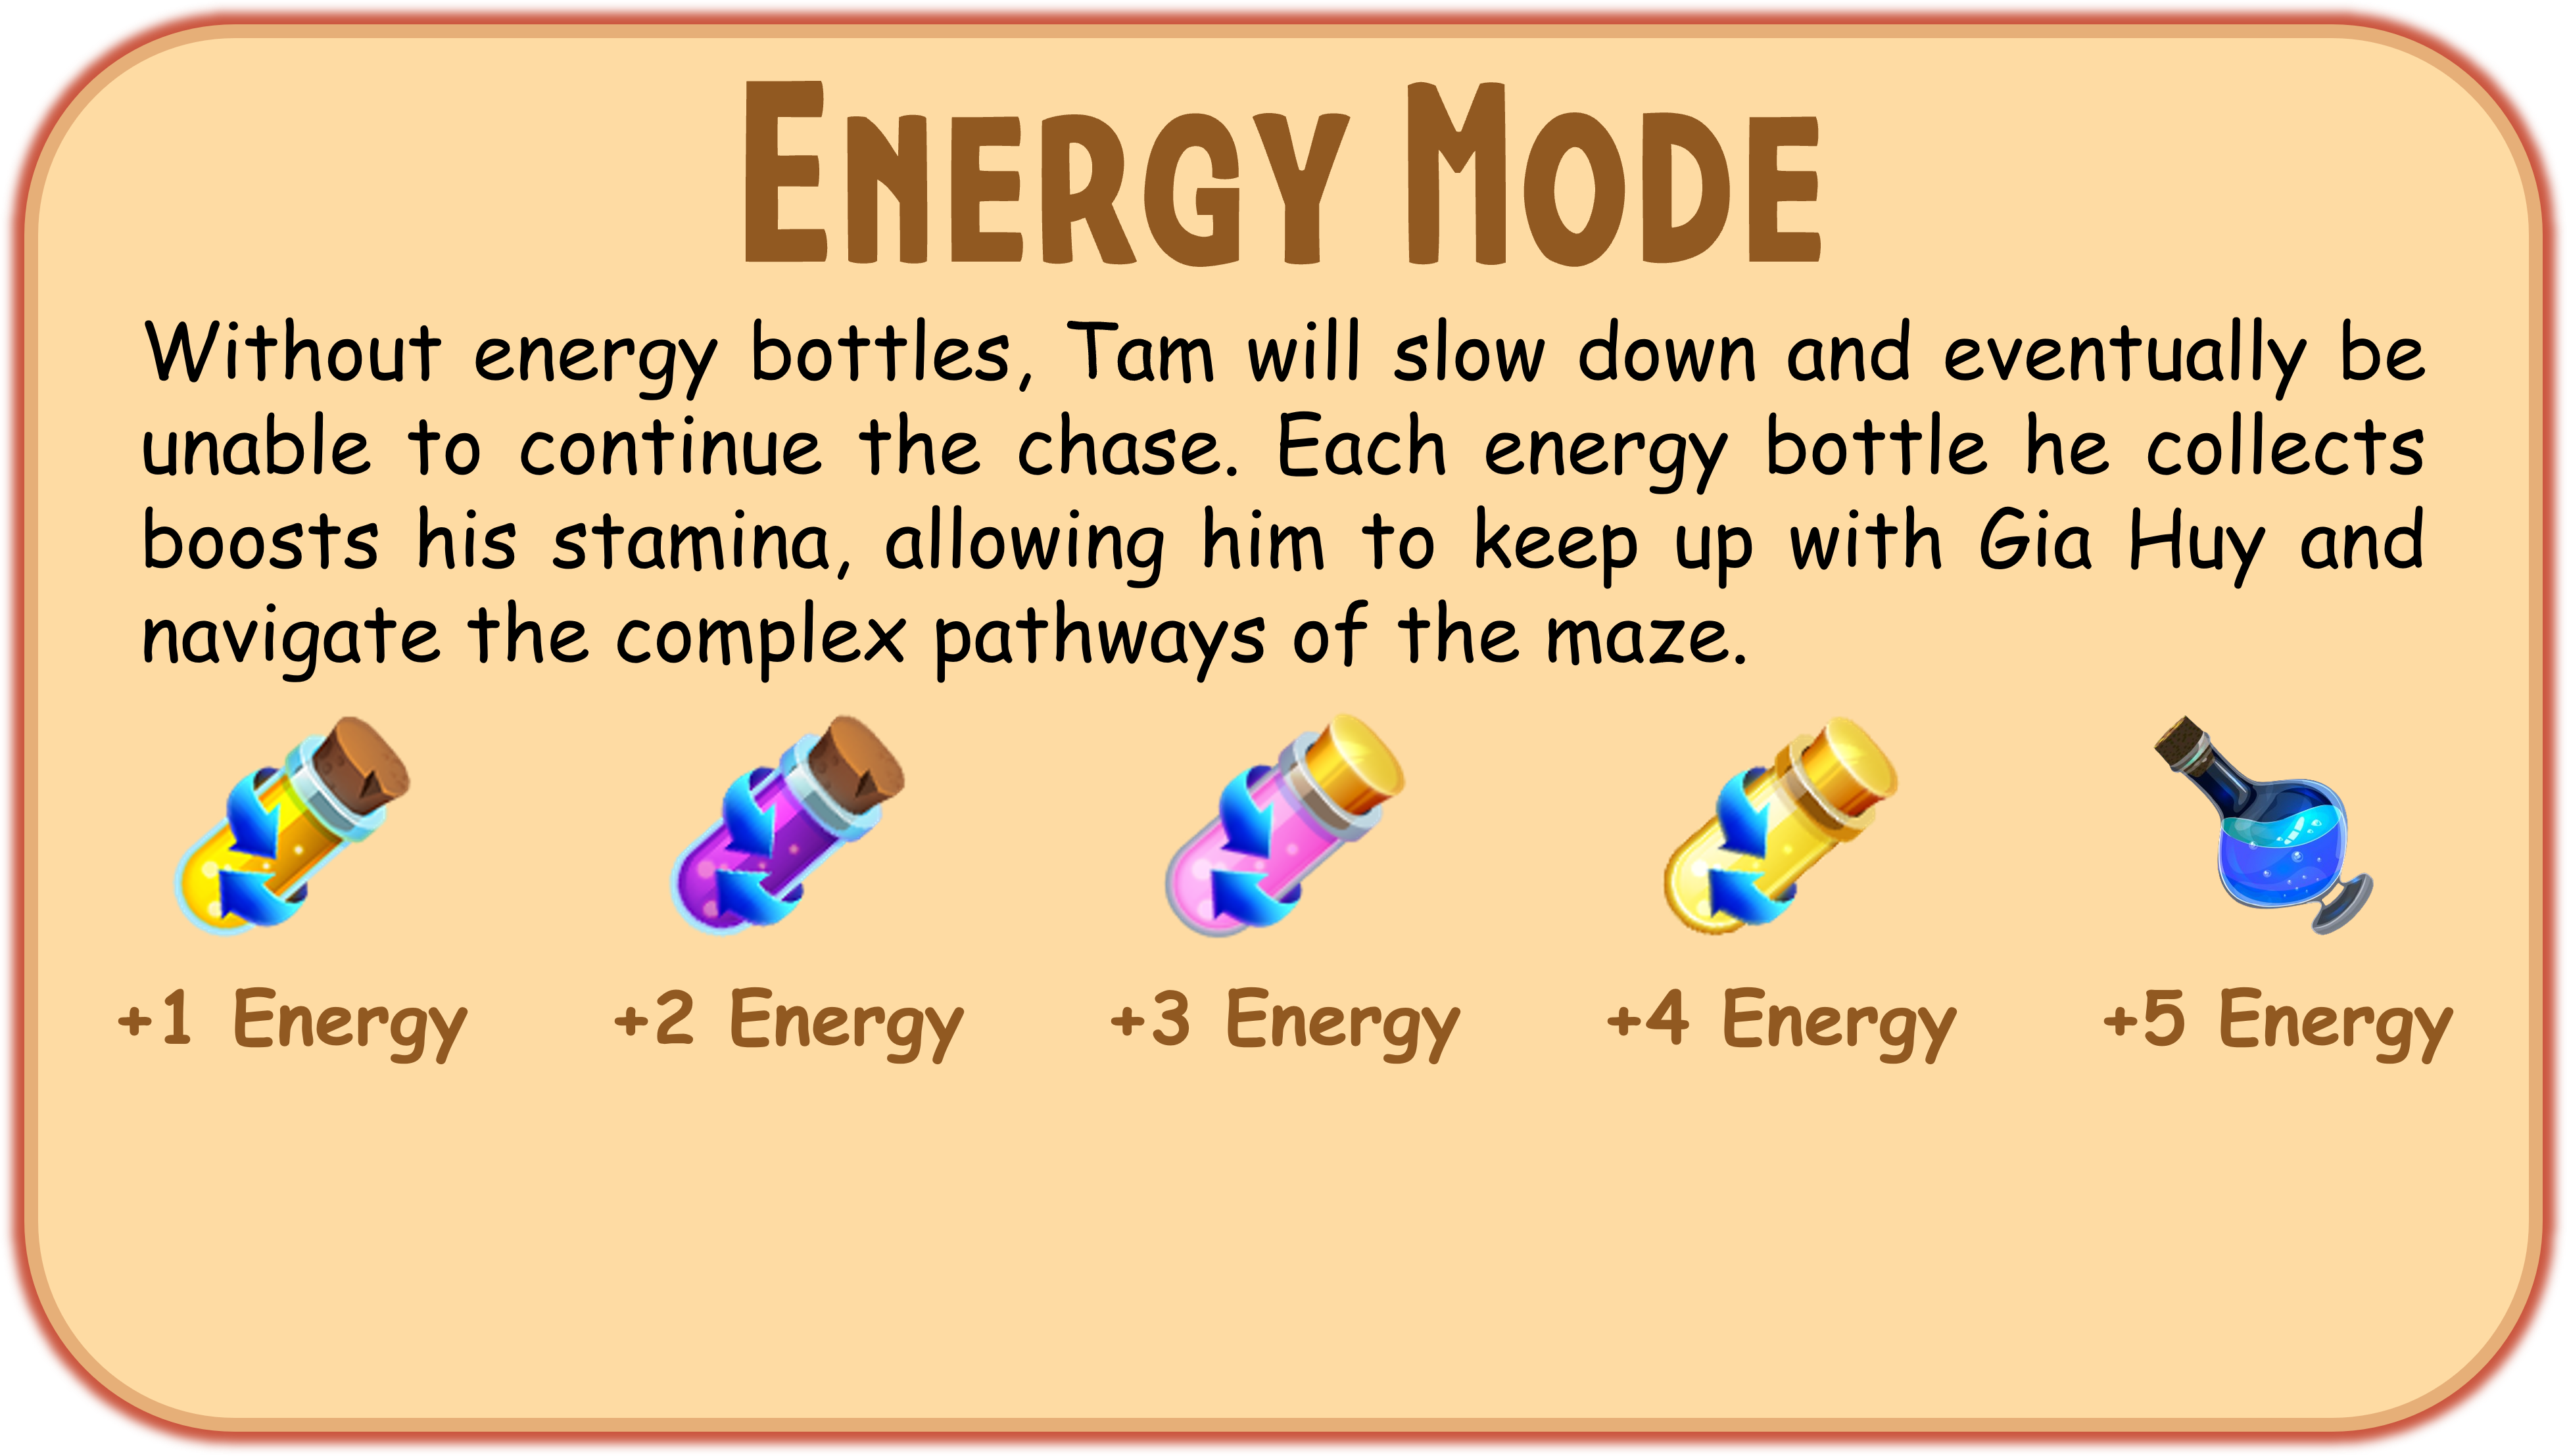 Energy Mode
Without energy bottles, Tam will slow down and eventually be
unable to continue the chase. Each energy bottle he collects
boosts his stamina, allowing him to keep up with Gia Huy and
navigate the complex pathways of the maze.
+1 Energy +2 Energy +3 Energy +4 Energy +5 Energy